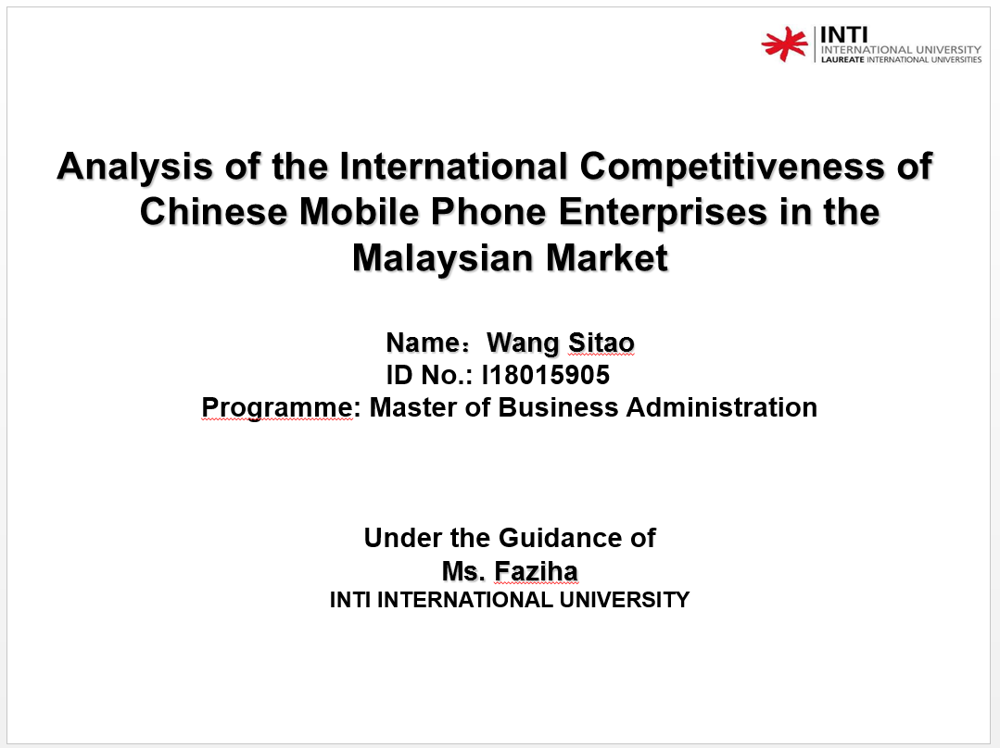 INTI
INTERNATIONAL UNIVERSITY
LAUREATE INTERNATIONAL UNIVERSITIES
Analysis of the International Competitiveness of
Chinese Mobile Phone Enterprises in the
Malaysian Market
Name：Wang Sitao
ID No.: I18015905
Programme: Master of Business Administration
Under the Guidance of
Ms. Faziha
INTI INTERNATIONAL UNIVERSITY